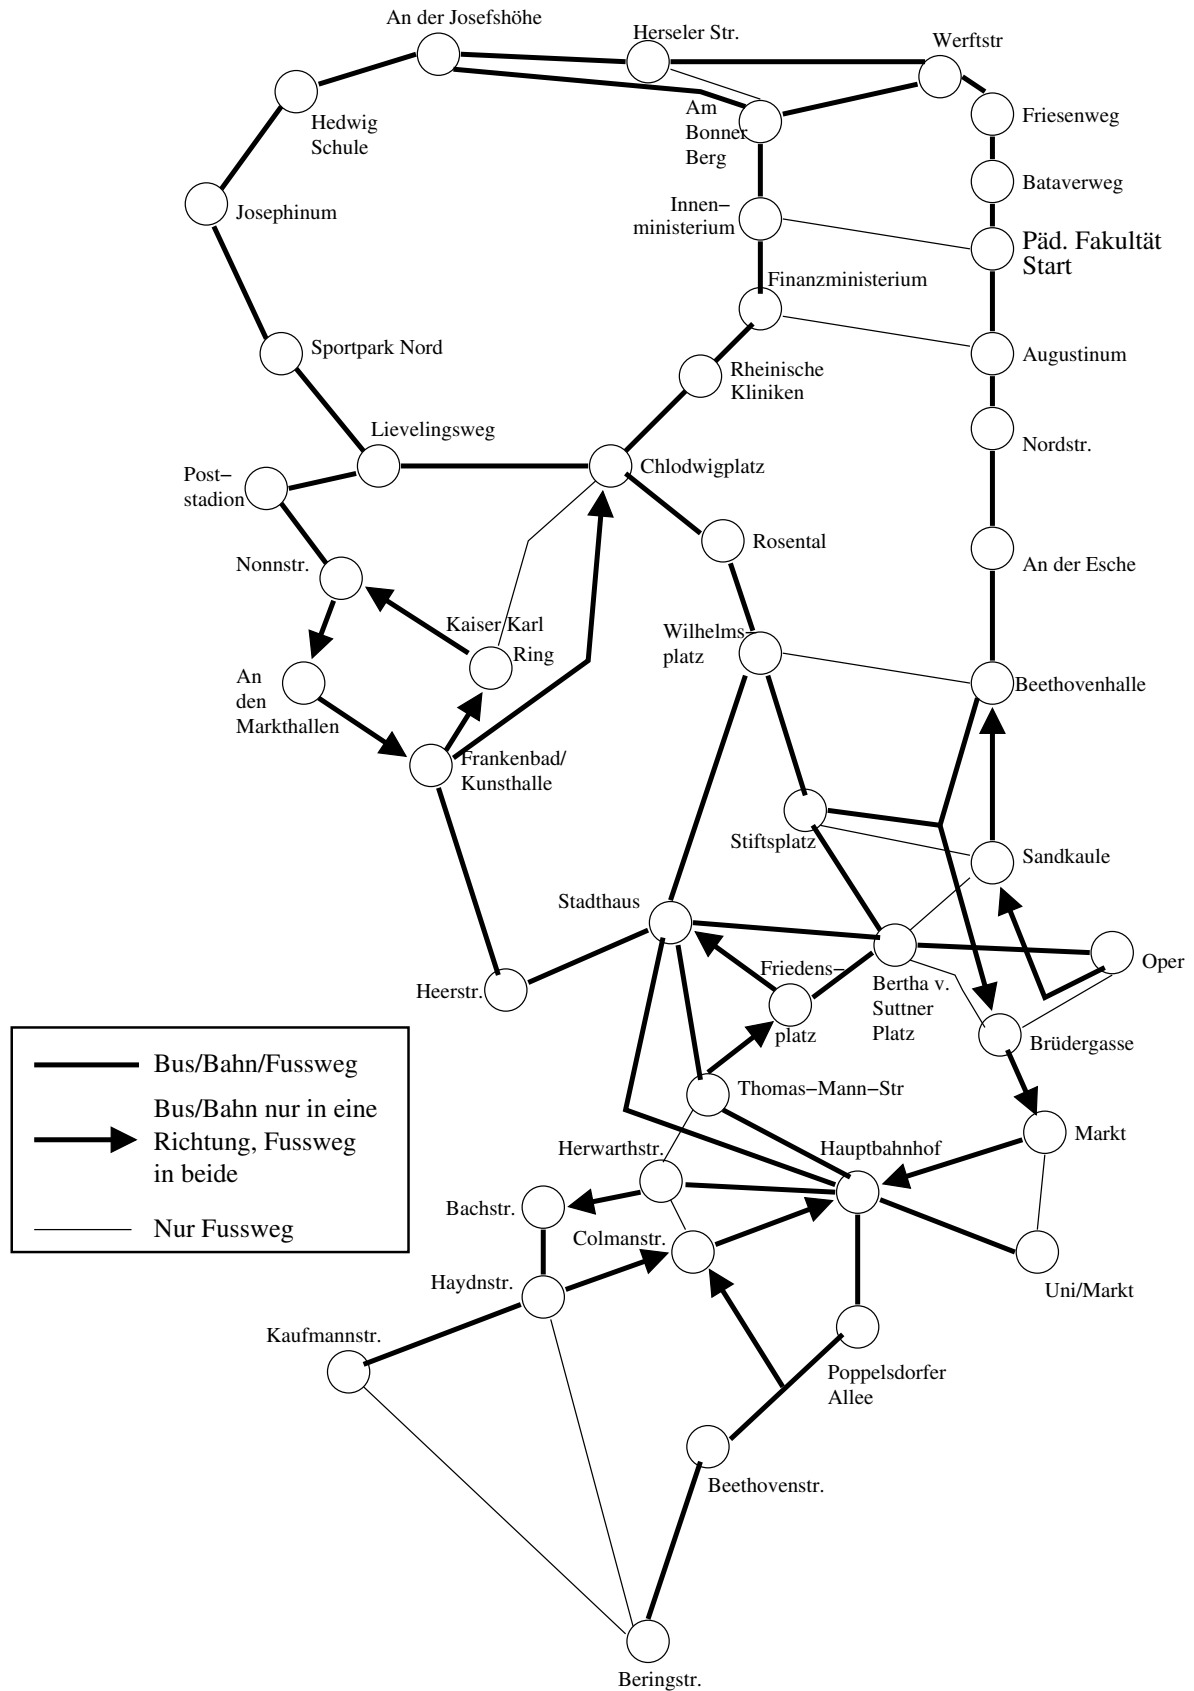 An der Josefshöhe
Herseler Str.
Werftstr
Hedwig
Schule
Am
Bonner
Berg
Friesenweg
Bataverweg
Josephinum
Innen–
ministerium
Päd. Fakultät
Start
Finanzministerium
Sportpark Nord
Rheinische
Kliniken
Augustinum
Lievelingsweg
Nordstr.
Post–
stadion
Chlodwigplatz
Rosental
Nonnstr.
An der Esche
Kaiser Karl
Ring
Wilhelms–
platz
An
den
Markthallen
Beethovenhalle
Frankenbad/
Kunsthalle
Stiftsplatz
Sandkaule
Stadthaus
Friedens–
platz
Bertha v.
Suttner
Platz
Oper
Heerstr.
Brüdergasse
Bus/Bahn/Fussweg
Bus/Bahn nur in eine
Richtung, Fussweg
in beide
Nur Fussweg
Thomas–Mann–Str
Markt
Herwarthstr.
Hauptbahnhof
Bachstr.
Colmanstr.
Haydnstr.
Uni/Markt
Kaufmannstr.
Poppelsdorfer
Allee
Beethovenstr.
Beringstr.